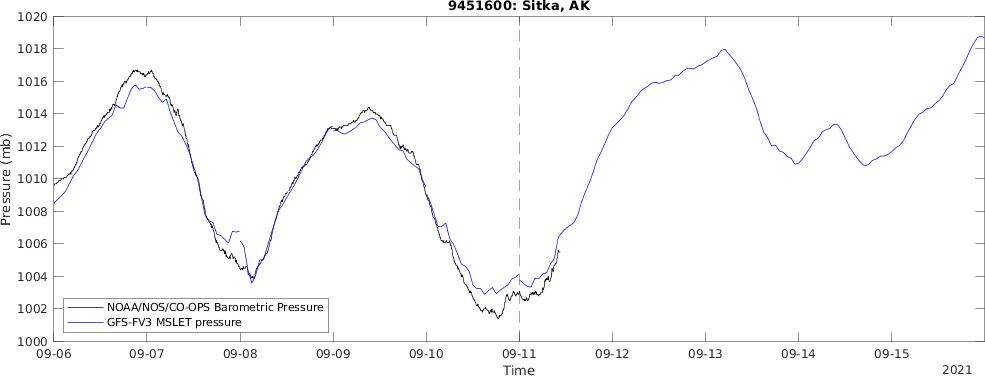 9451600: Sitka, AK
1020
1018
1016
1014
1012
1010
1008
1006
1004
1002
1000
Pressure (mb)
NOAA/NOS/CO-OPS Barometric Pressure
GFS-FV3 MSLET pressure
09-06 09-07 09-08 09-09 09-10 09-11 09-12 09-13 09-14 09-15
Time
2021